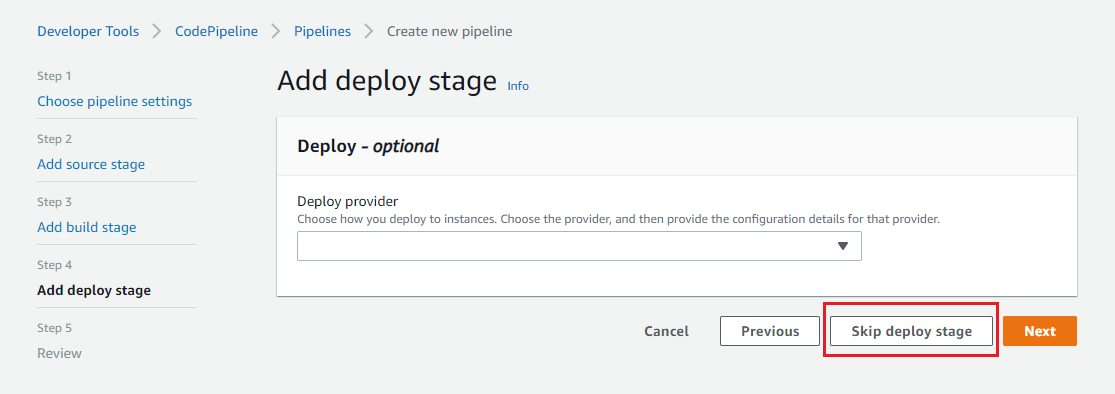 Developer Tools > CodePipeline > Pipelines > Create new pipeline
Step 1
Choose pipeline settings
Step 2
Add source stage
Step 3
Add build stage
Step 4
Add deploy stage
Step 5
Review
Add deploy stage Info
Deploy - optional
Deploy provider
Choose how you deploy to instances. Choose the provider, and then provide the configuration details for that provider.
Cancel Previous Skip deploy stage Next